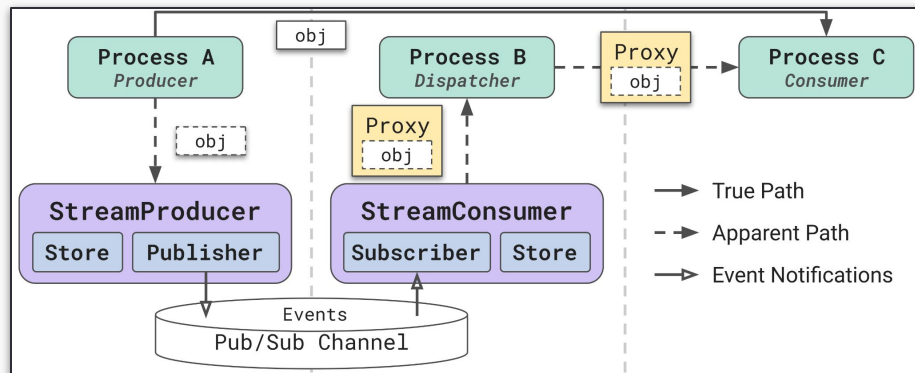 obj
Process A
Producer
Process B
Dispatcher
Proxy
obj
Process C
Consumer
obj
Proxy
obj
StreamProducer
Store
Publisher
StreamConsumer
Subscriber
Store
True Path
Apparent Path
Event Notifications
Events
Pub/Sub Channel